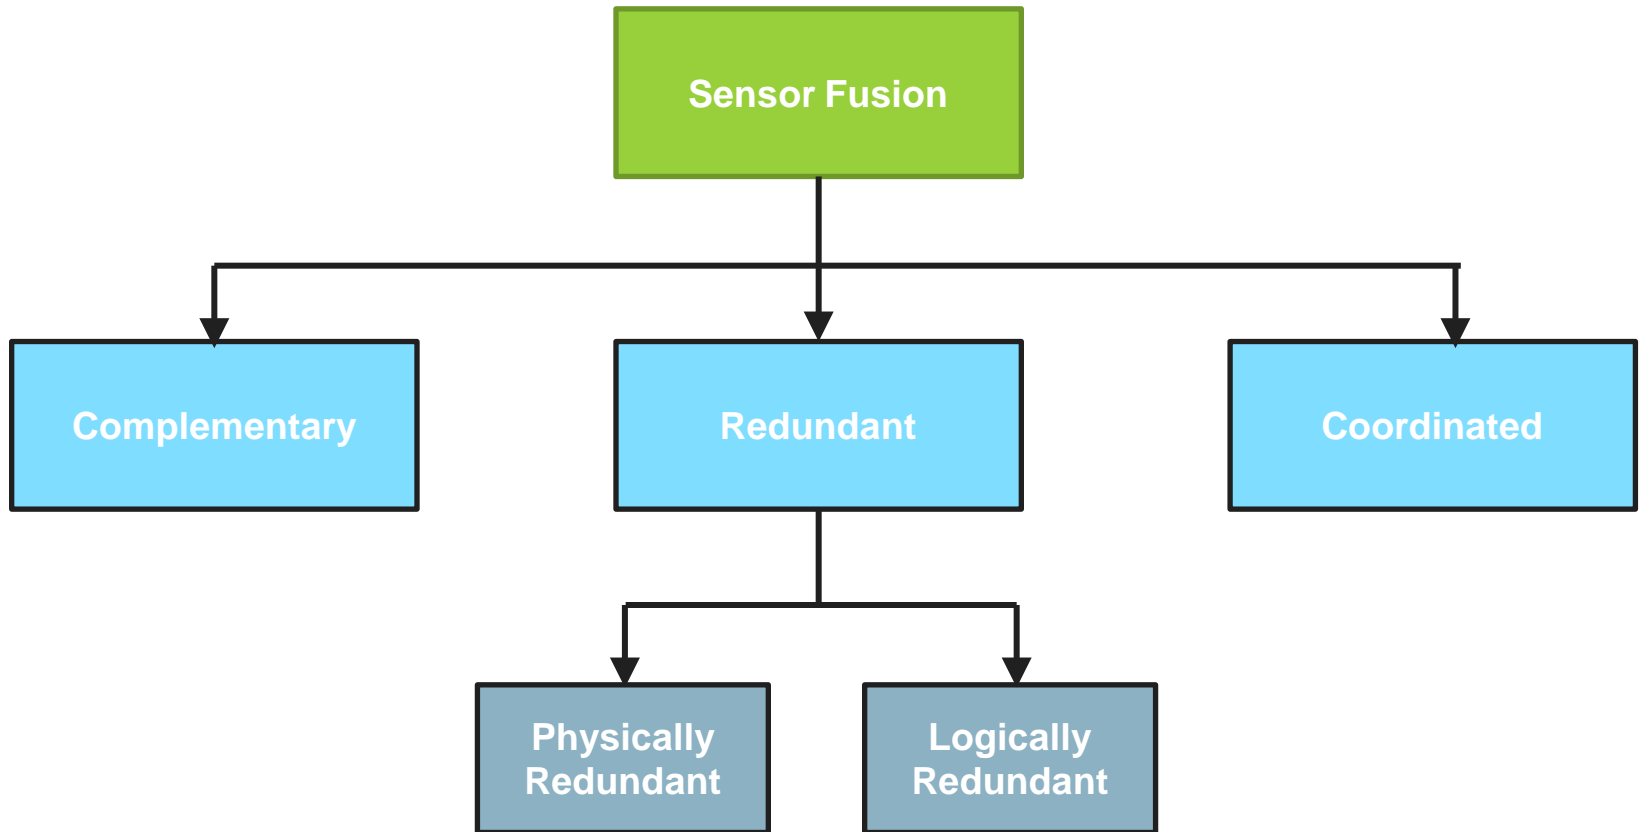 Sensor Fusion
Complementary
Redundant
Coordinated
Physically
Redundant
Logically
Redundant